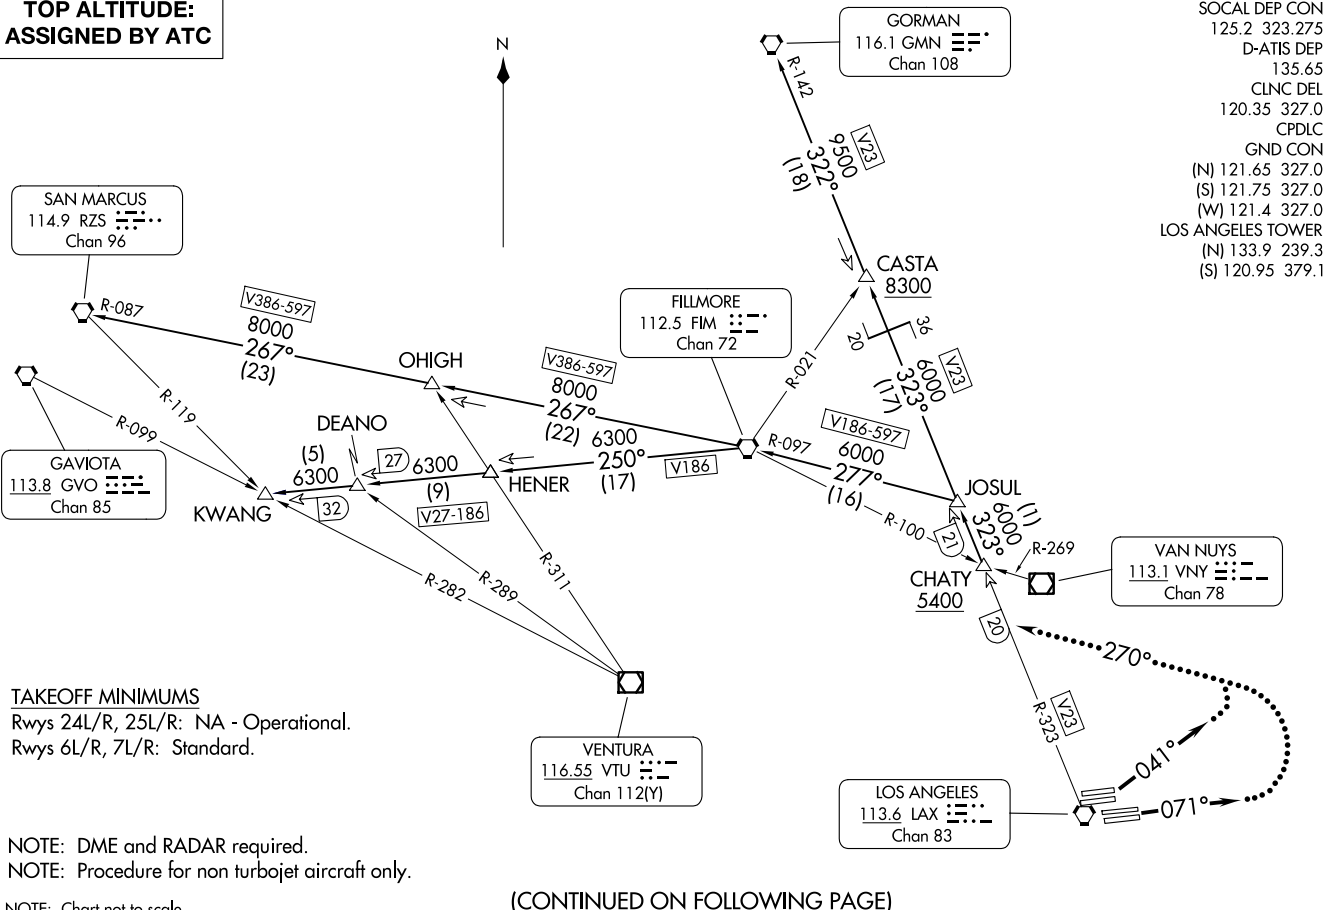 TOP ALTITUDE:
ASSIGNED BY ATC
N
GORMAN
116.1 GMN
Chan 108
SOCAL DEP CON
125.2 323.275
D-ATIS DEP
135.65
CLNC DEL
120.35 327.0
CPDLC
GND CON
(N) 121.65 327.0
(S) 121.75 327.0
(W) 121.4 327.0
LOS ANGELES TOWER
(N) 133.9 239.3
(S) 120.95 379.1
R-142
V23
9500
322°
(18)
SAN MARCUS
114.9 RZS
Chan 96
R-087
V386-597
8000
267°
(23)
OHIGH
FILLMORE
112.5 FIM
Chan 72
CASTA
8300
20
36
R-021
V23
6000
323°
(17)
V386-597
8000
267°
(22)
R-119
R-099
DEANO
(5)
6300
27
6300
(9)
V27-186
32
KWANG
HENER
6300
250°
(17)
V186
R-097
V186-597
6000
277°
(16)
R-100
JOSUL
(1)
6000
323°
21
GAVIOTA
113.8 GVO
Chan 85
R-282
R-289
R-311
CHATY
5400
R-269
VAN NUYS
113.1 VNY
Chan 78
20
270°
V23
R-323
041°
071°
TAKEOFF MINIMUMS
Rwys 24L/R, 25L/R: NA - Operational.
Rwys 6L/R, 7L/R: Standard.
VENTURA
116.55 VTU
Chan 112(Y)
LOS ANGELES
113.6 LAX
Chan 83
NOTE: DME and RADAR required.
NOTE: Procedure for non turbojet aircraft only.
NOTE: Chart not to scale
(CONTINUED ON FOLLOWING PAGE)